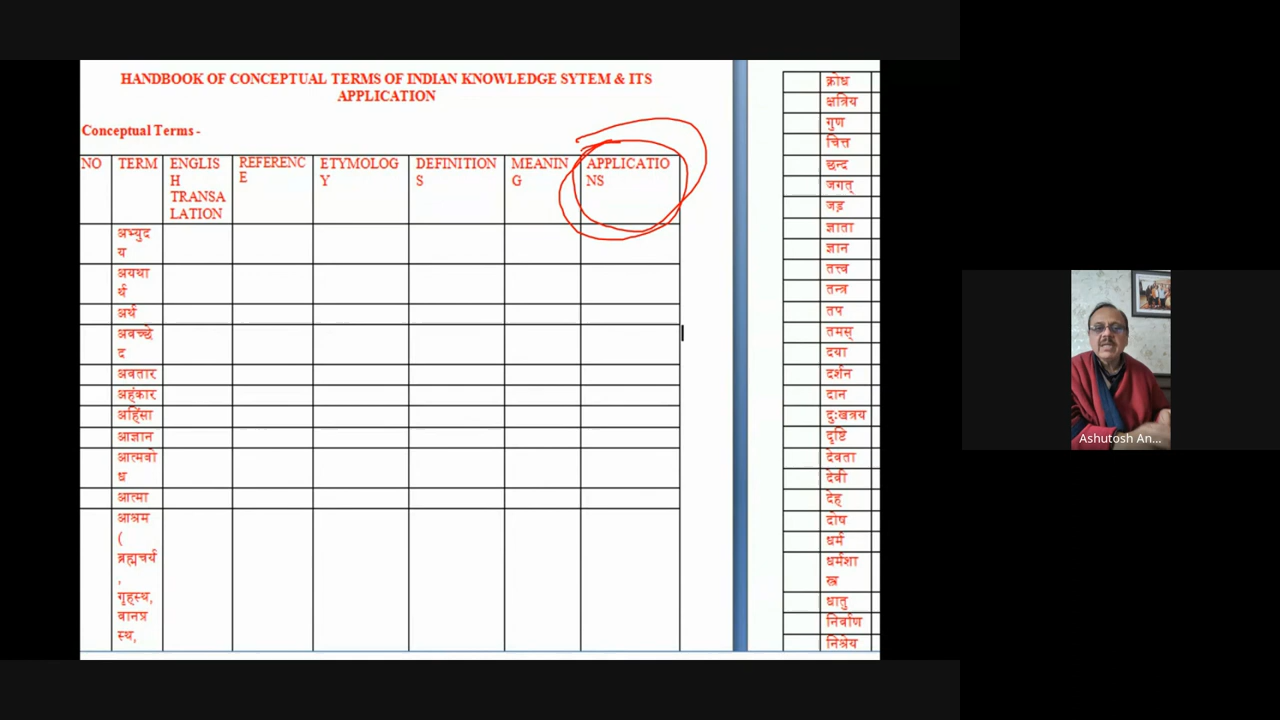 HANDBOOK OF CONCEPTUAL TERMS OF INDIAN KNOWLEDGE SYTEM & ITS
APPLICATION
Conceptual Terms -
NO TERM ENGLIS REFERENC ETYMOLOG DEFINITION MEANIN APPLICATIO
H E Y S G NS
TRANSA
LATION
अभ्युद
य
अयथा
र्थ
अर्थ
अवच्छे
द
अवतार
अहंकार
अहिंसा
आज्ञान
आत्मबो
ध
आत्मा
आश्रम
(
ब्रह्मचर्य
,
गृहस्थ,
वानप्र
स्थ,
क्रोध
क्षत्रिय
गुण
चित्त
छन्द
जगत्
जड़
ज्ञाता
ज्ञान
तत्त्व
तन्त्र
तप
तमस्
दया
दर्शन
दान
दुःखत्रय
दृष्टि
देवता
देवी
देह
दोष
धर्म
धर्मशा
स्त्र
धातु
निर्वाण
निश्रेय
Ashutosh An...